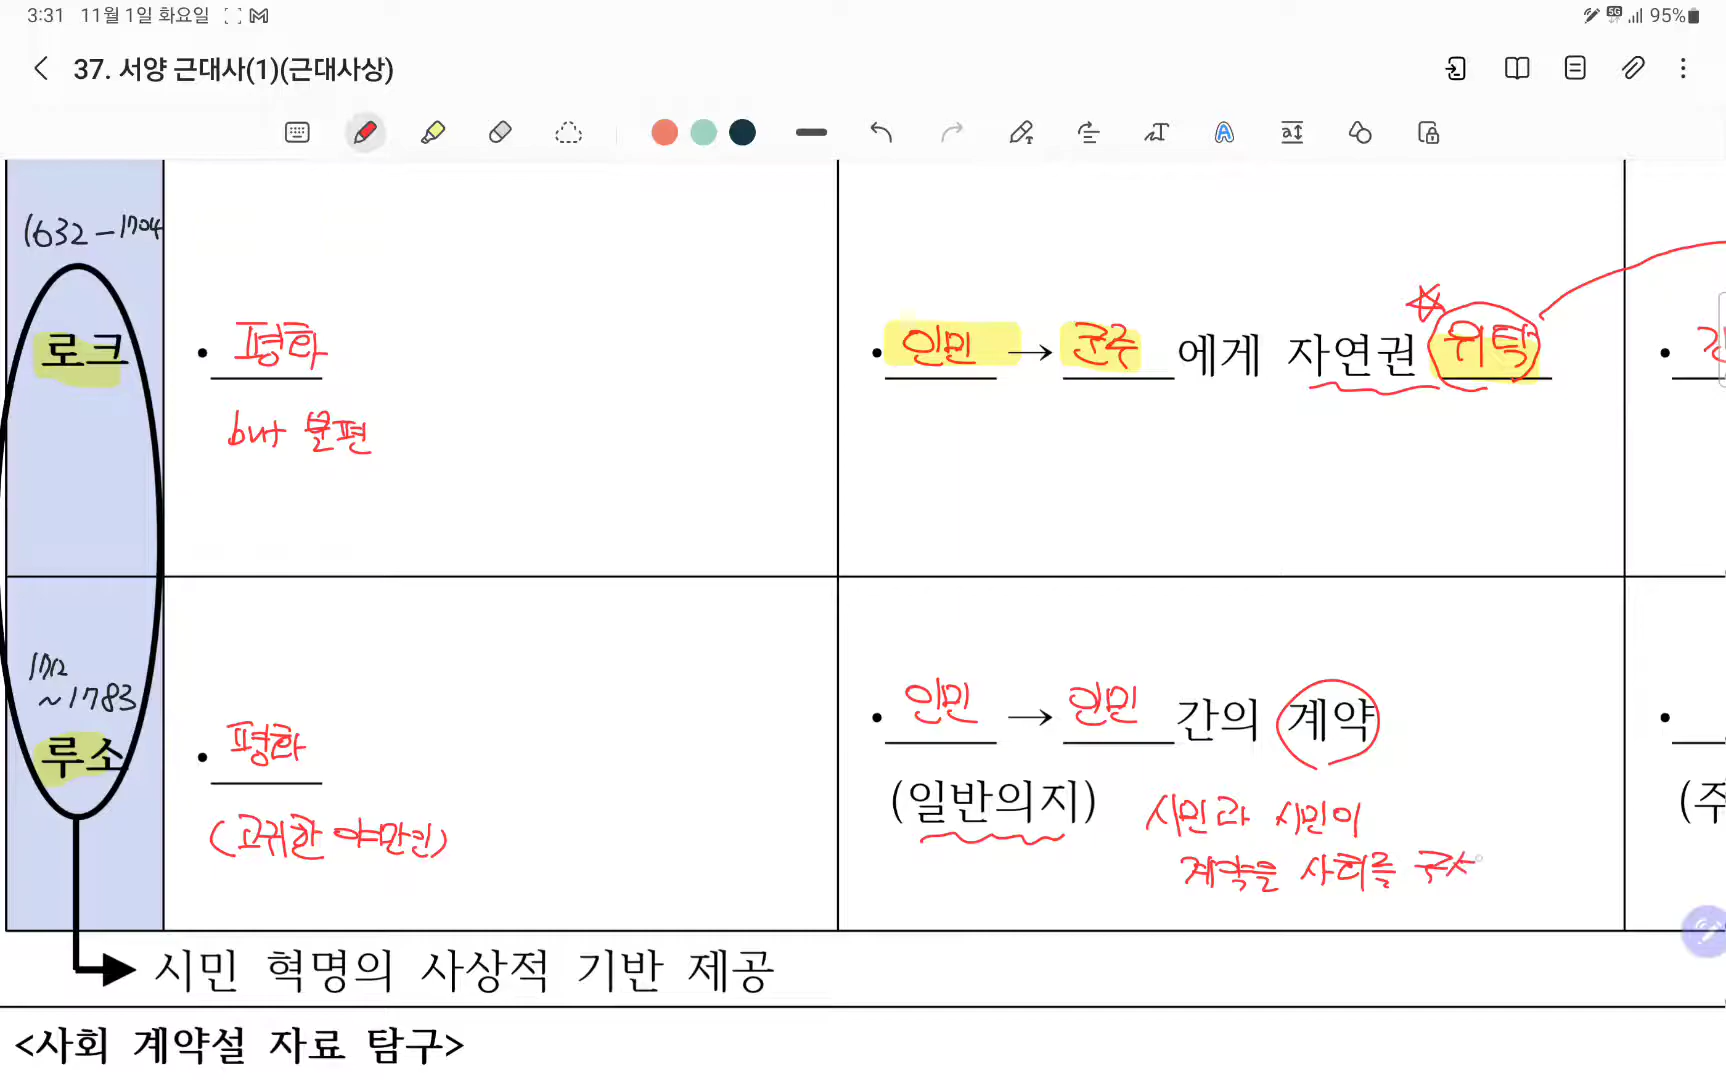 3:31 11월 1일 화요일
5G 95%
37. 서양 근대사(1)(근대사상)
1632 – 1704
로크
• 평화
but 불편
• 인민 → 군주 에게 자연권 위탁
•
1712
~1783
루소
• 평화
(고귀한 야만인)
• 인민 → 인민 간의 계약
(일반의지)
시민과 시민이
계약을 사회를
•
(주
시민 혁명의 사상적 기반 제공
<사회 계약설 자료 탐구>